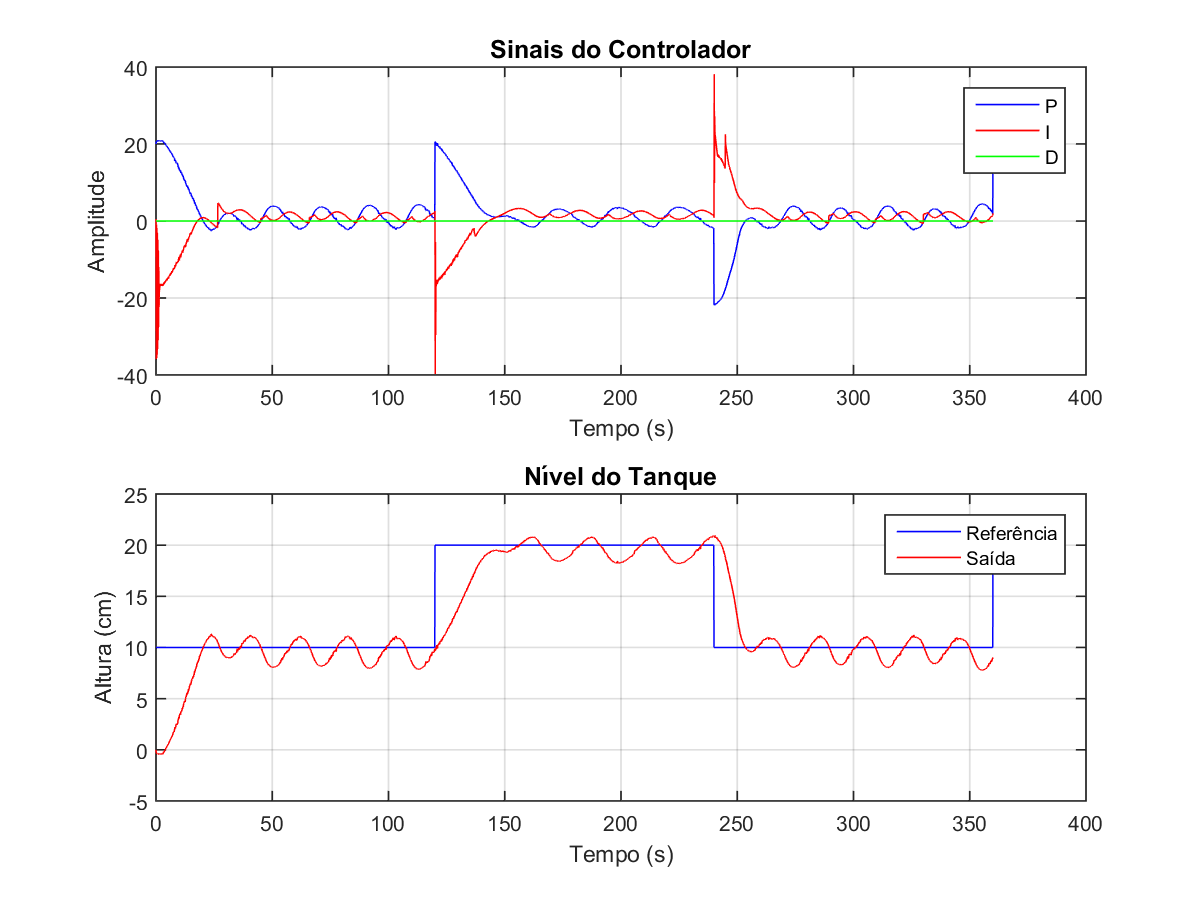 Sinais do Controlador
40
20
0
-20
-40
Amplitude
P
I
D
0 50 100 150 200 250 300 350 400
Tempo (s)
Nível do Tanque
25
20
15
10
5
0
-5
Altura (cm)
Referência
Saída
0 50 100 150 200 250 300 350 400
Tempo (s)